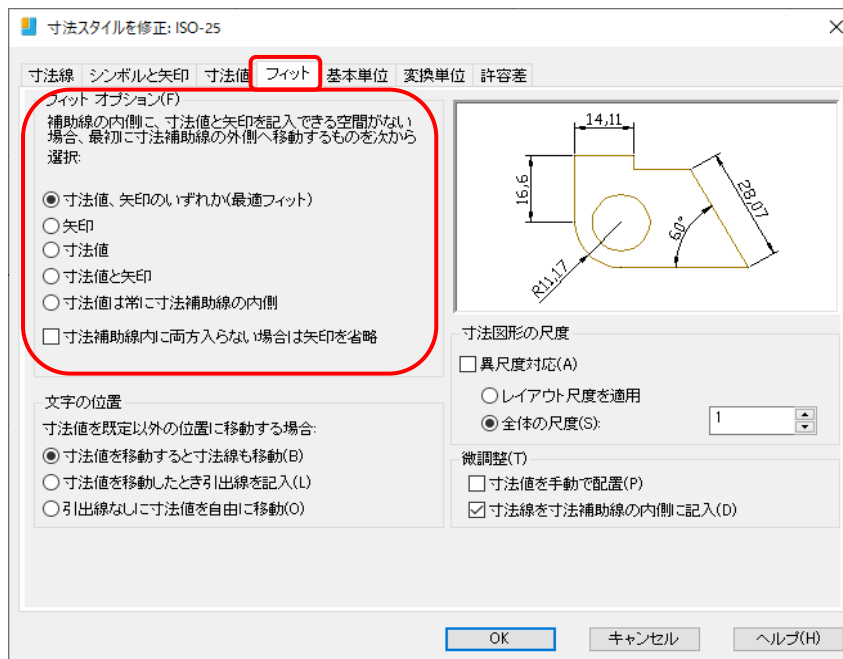 寸法スタイルを修正: ISO-25
寸法線 シンボルと矢印 寸法値 フィット 基本単位 変換単位 許容差
フィット オプション(F)
補助線の内側に、寸法値と矢印を記入できる空間がない
場合、最初に寸法補助線の外側へ移動するものを次から
選択:
寸法値、矢印のいずれか(最適フィット)
矢印
寸法値
寸法値と矢印
寸法値は常に寸法補助線の内側
寸法補助線内に両方入らない場合は矢印を省略
文字の位置
寸法値を既定以外の位置に移動する場合:
寸法値を移動すると寸法線も移動(B)
寸法値を移動したとき引出線を記入(L)
引出線なしに寸法値を自由に移動(O)
14,11
16,6
28,07
60°
R11,17
寸法図形の尺度
異尺度対応(A)
レイアウト尺度を適用
全体の尺度(S): 1
微調整(T)
寸法値を手動で配置(P)
寸法線を寸法補助線の内側に記入(D)
OK キャンセル ヘルプ(H)